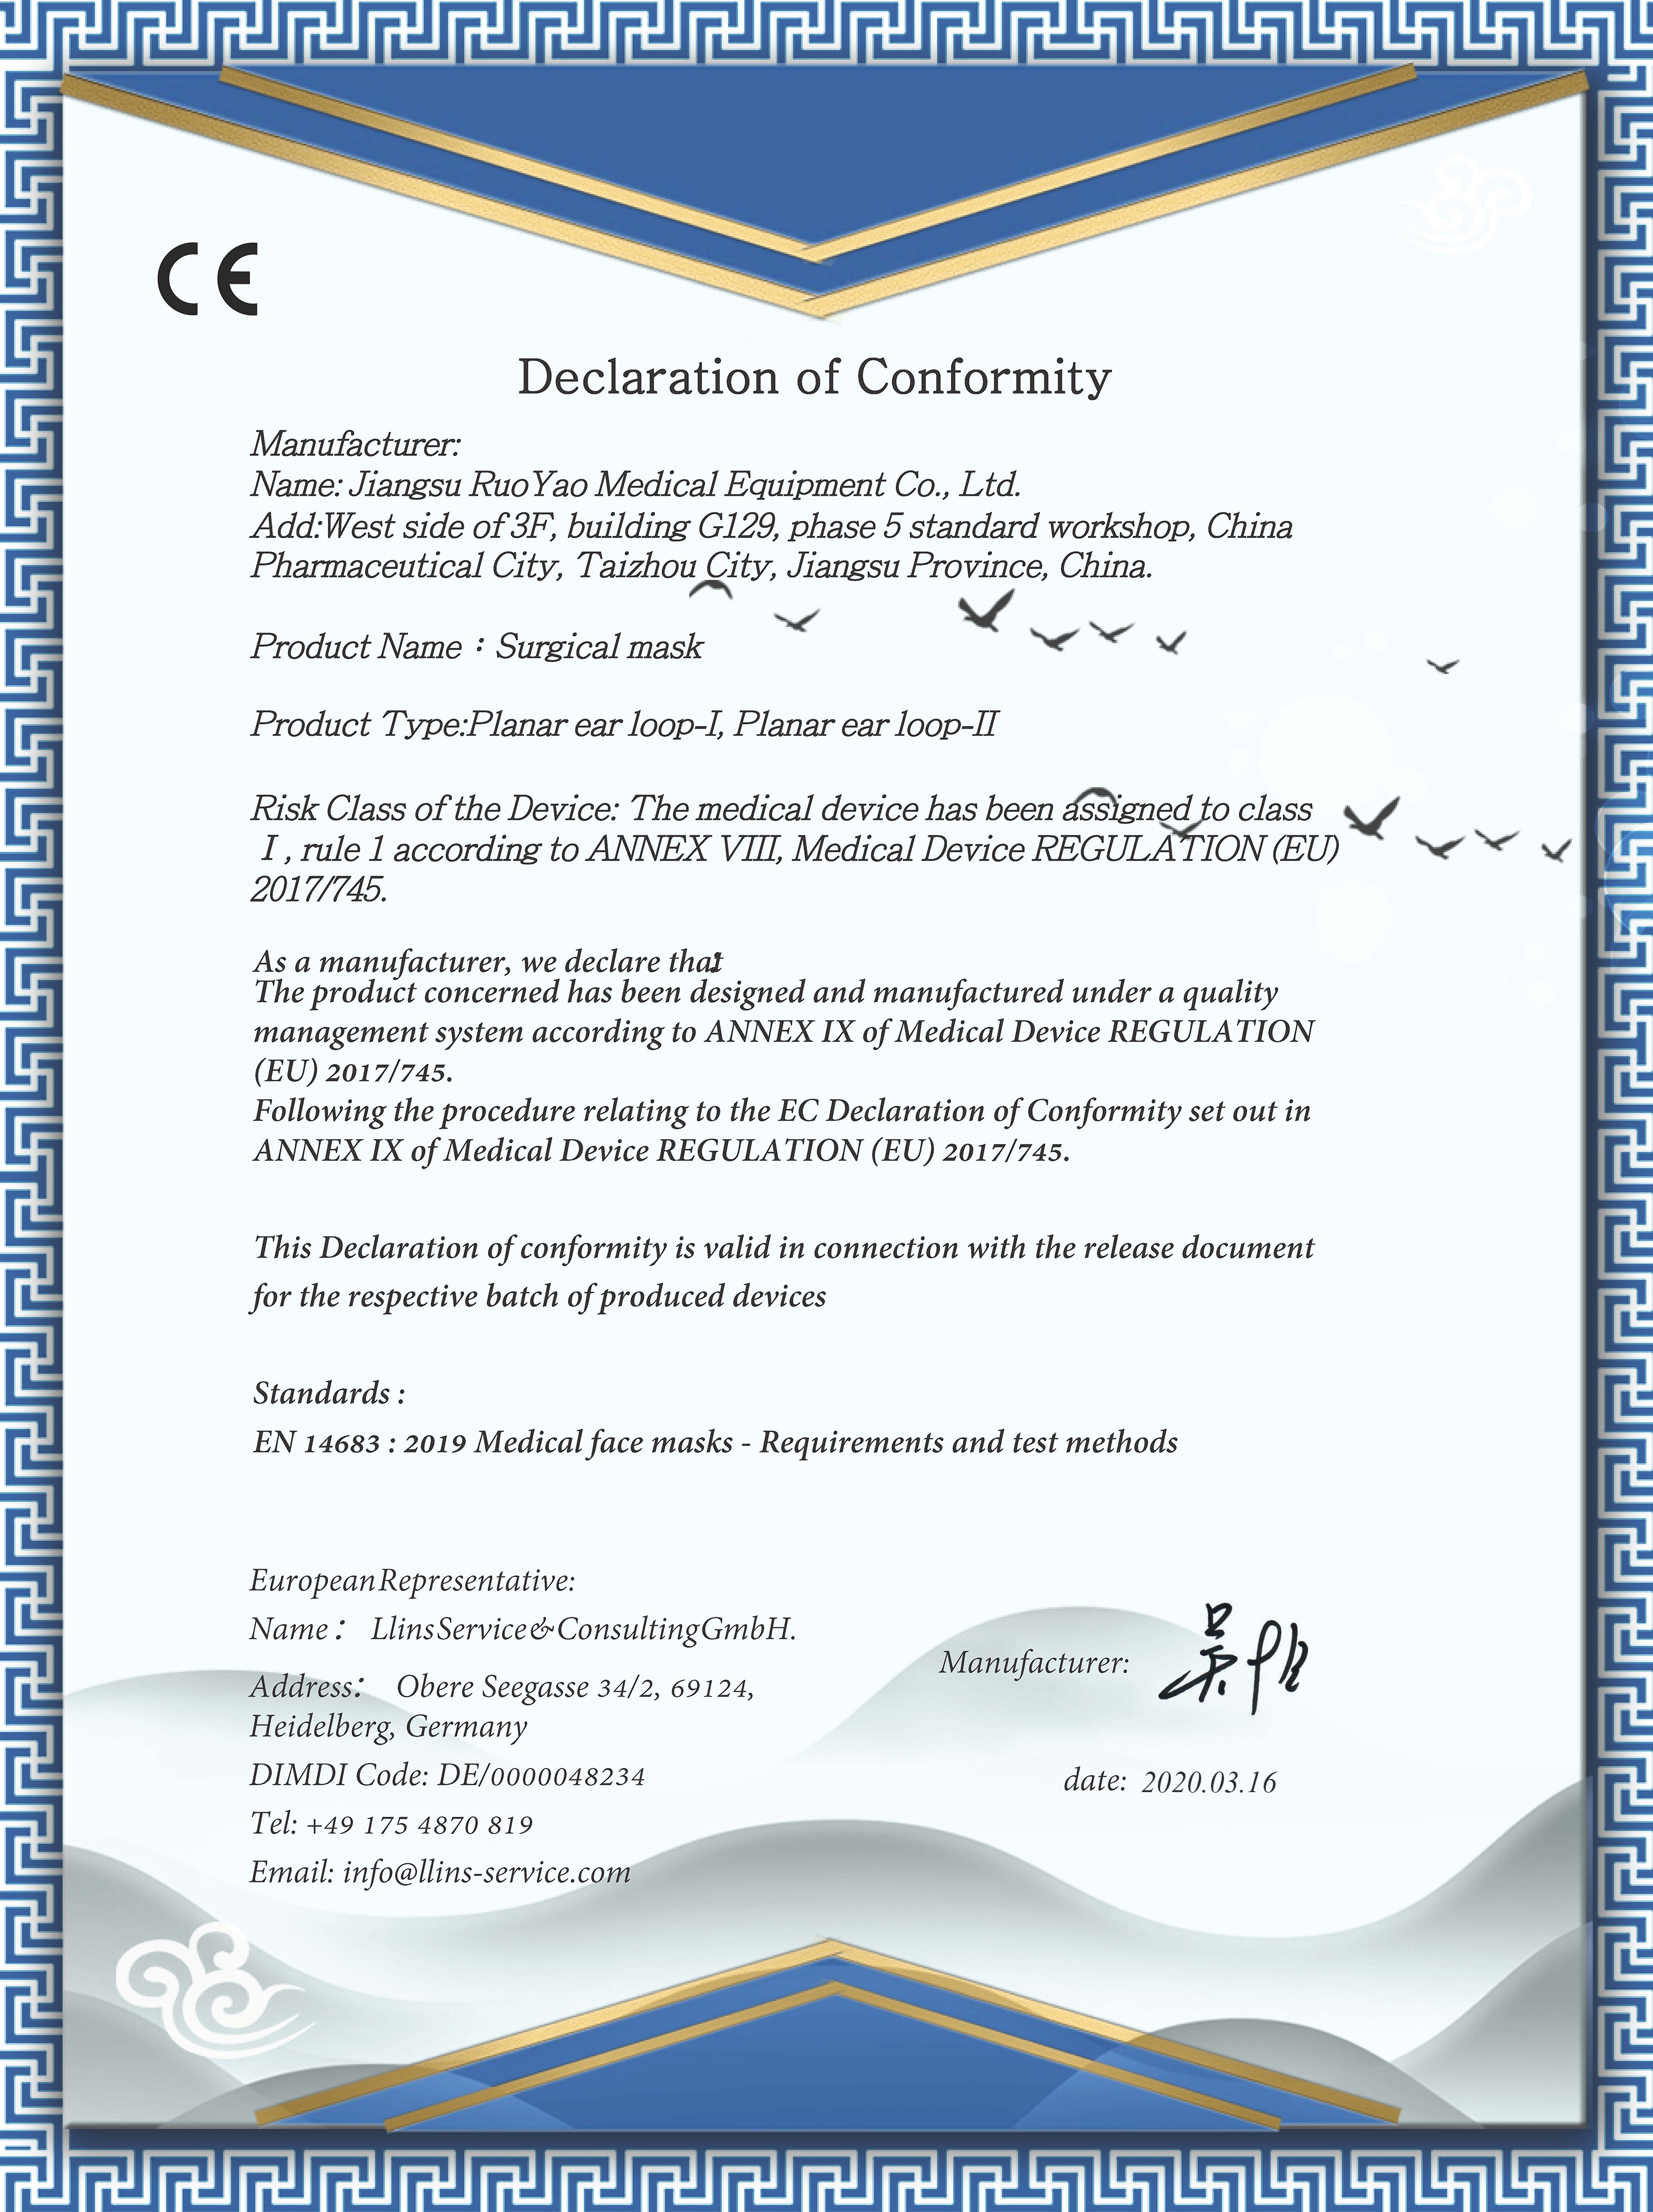 CE
Declaration of Conformity
Manufacturer:
Name: Jiangsu RuoYao Medical Equipment Co., Ltd.
Add:West side of 3F, building G129, phase 5 standard workshop, China
Pharmaceutical City, Taizhou City, Jiangsu Province, China.
Product Name：Surgical mask
Product Type:Planar ear loop-I, Planar ear loop-II
Risk Class of the Device: The medical device has been assigned to class
I , rule 1 according to ANNEX VIII, Medical Device REGULATION (EU)
2017/745.
As a manufacturer, we declare that:
The product concerned has been designed and manufactured under a quality
management system according to ANNEX IX of Medical Device REGULATION
(EU) 2017/745.
Following the procedure relating to the EC Declaration of Conformity set out in
ANNEX IX of Medical Device REGULATION (EU) 2017/745.
This Declaration of conformity is valid in connection with the release document
for the respective batch of produced devices
Standards :
EN 14683 : 2019 Medical face masks - Requirements and test methods
European Representative:
Name： Llins Service & Consulting GmbH.
Address： Obere Seegasse 34/2, 69124,
Heidelberg, Germany
DIMDI Code: DE/0000048234
Tel: +49 175 4870 819
Email: info@llins-service.com
Manufacturer:
date: 2020.03.16